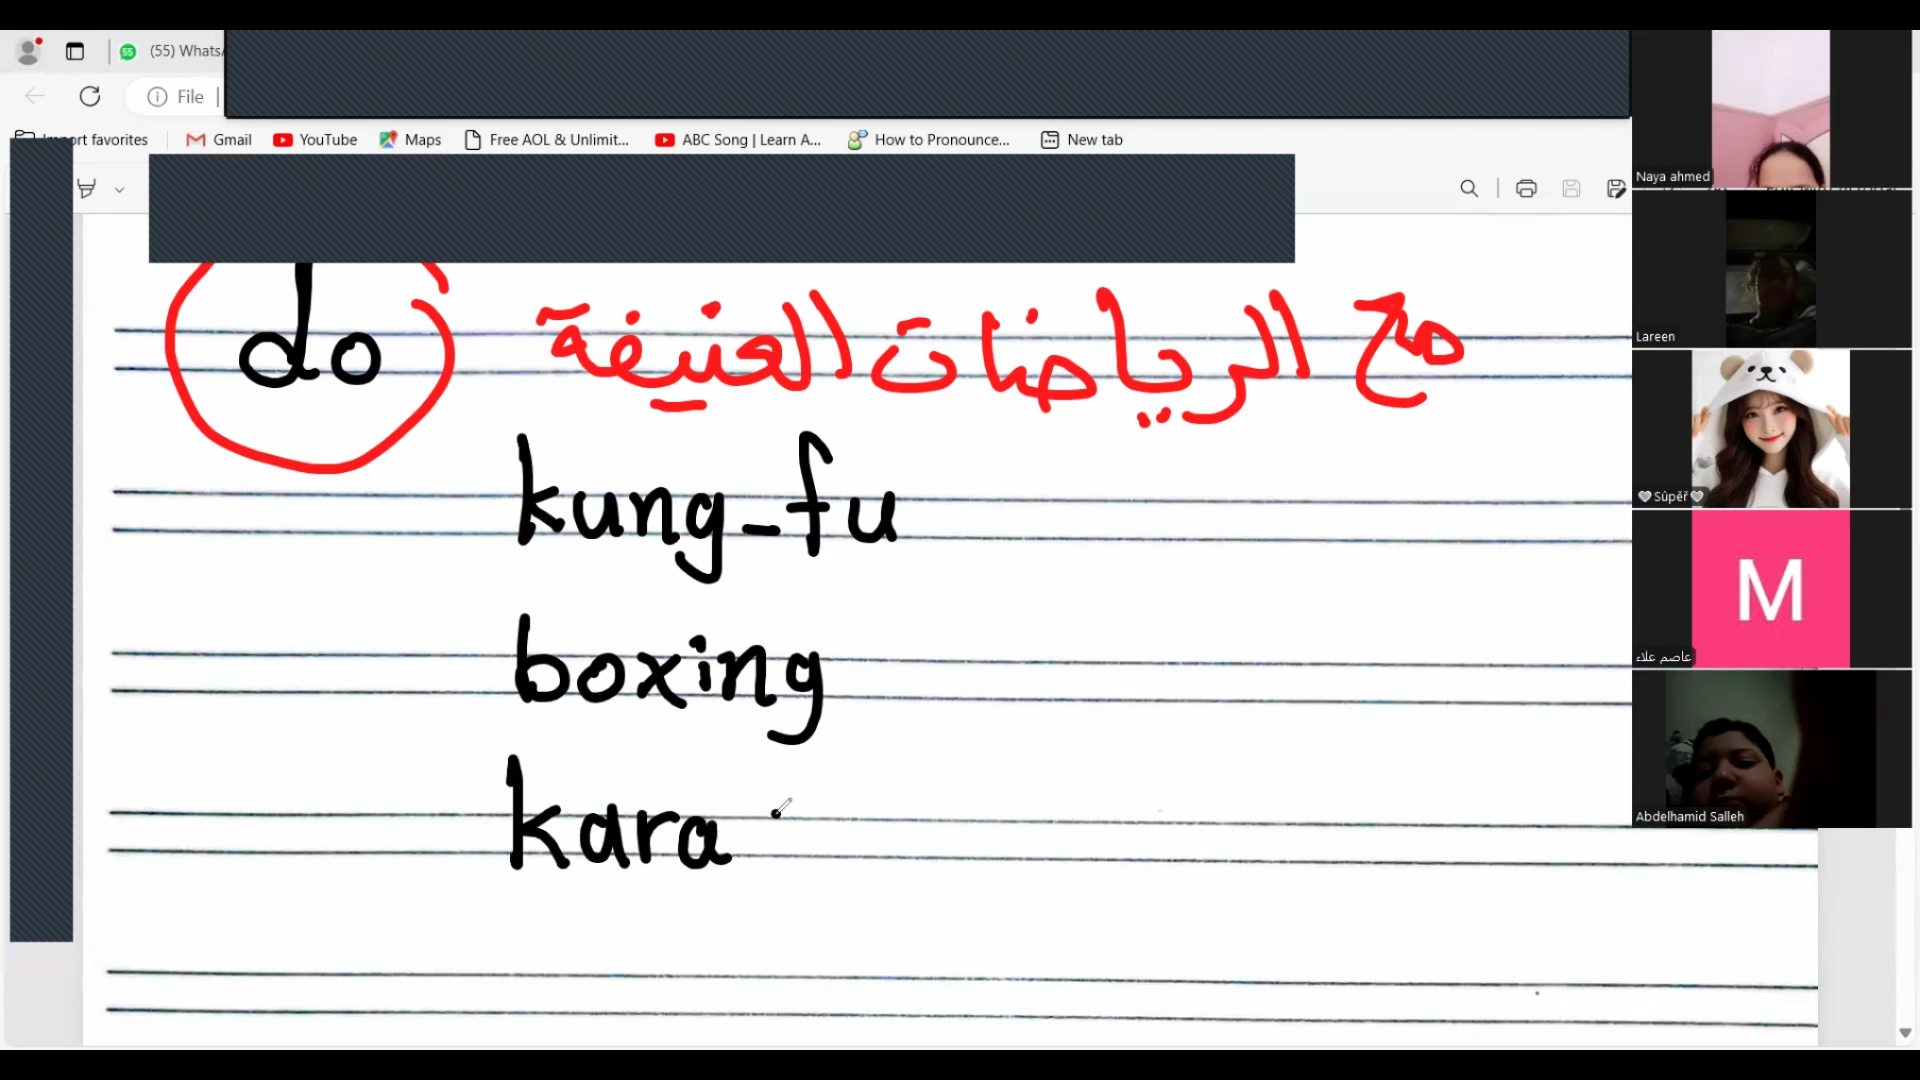 (55) Whats
File
Import favorites
Gmail
YouTube
Maps
Free AOL & Unlimit...
ABC Song | Learn A...
How to Pronounce...
New tab
do مع الرياضات العنيفة
kung-fu
boxing
kara
Naya ahmed
Lareen
🤍Sûpěř🤍
M
عاصم علاء
Abdelhamid Salleh